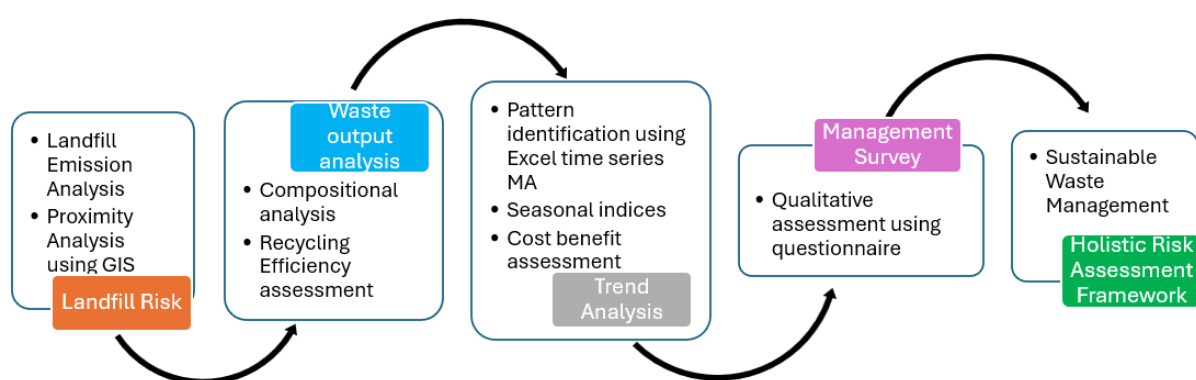 • Landfill
Emission
Analysis
• Proximity
Analysis
using GIS
Landfill Risk
Waste
output
analysis
• Compositional
analysis
• Recycling
Efficiency
assessment
• Pattern
identification using
Excel time series
MA
• Seasonal indices
• Cost benefit
assessment
Trend
Analysis
Management
Survey
• Qualitative
assessment using
questionnaire
• Sustainable
Waste
Management
Holistic Risk
Assessment
Framework